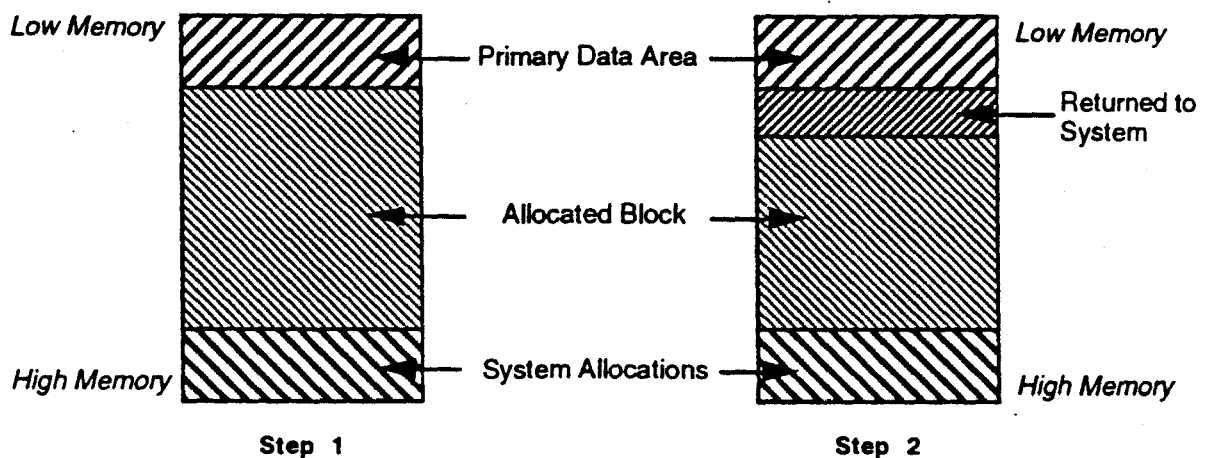 Low Memory
Primary Data Area
Low Memory
Returned to
System
Allocated Block
High Memory
System Allocations
High Memory
Step 1
Step 2